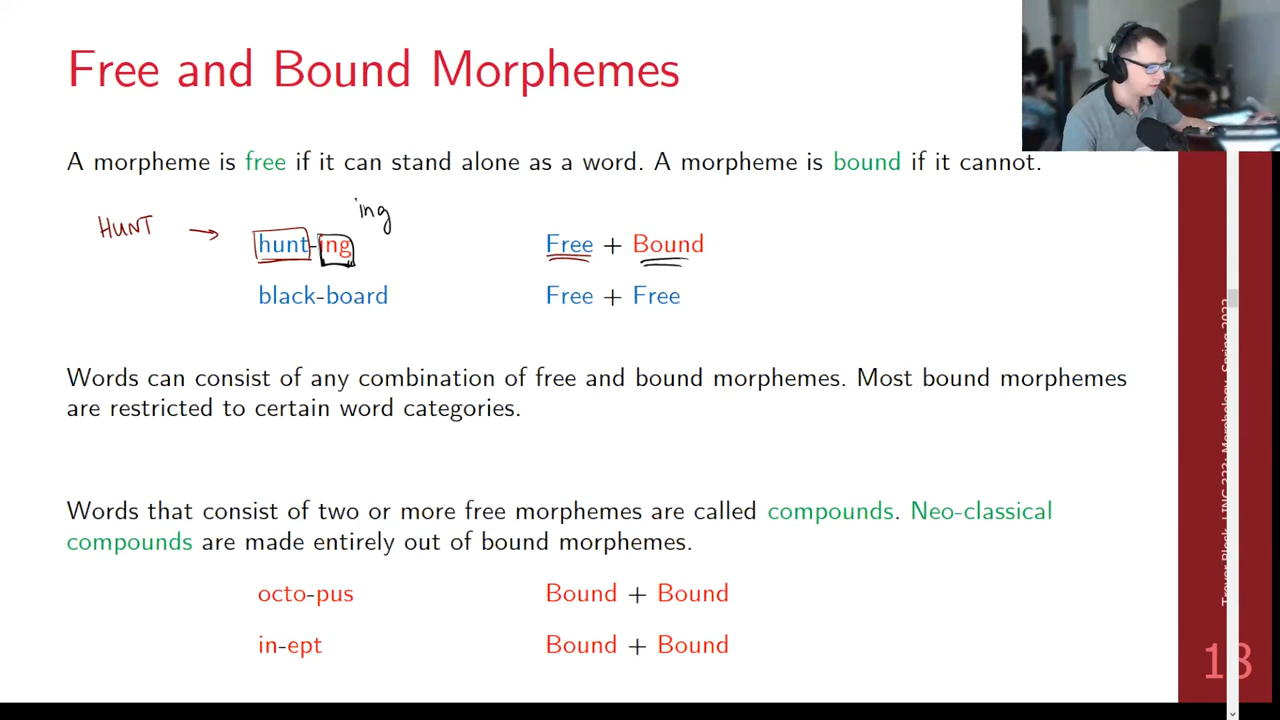 Free and Bound Morphemes
A morpheme is free if it can stand alone as a word. A morpheme is bound if it cannot.
ing
HUNT →
hunt-ing Free + Bound
black-board Free + Free
Words can consist of any combination of free and bound morphemes. Most bound morphemes
are restricted to certain word categories.
Words that consist of two or more free morphemes are called compounds. Neo-classical
compounds are made entirely out of bound morphemes.
octo-pus Bound + Bound
in-ept Bound + Bound
Morphology, Spring 2022
18